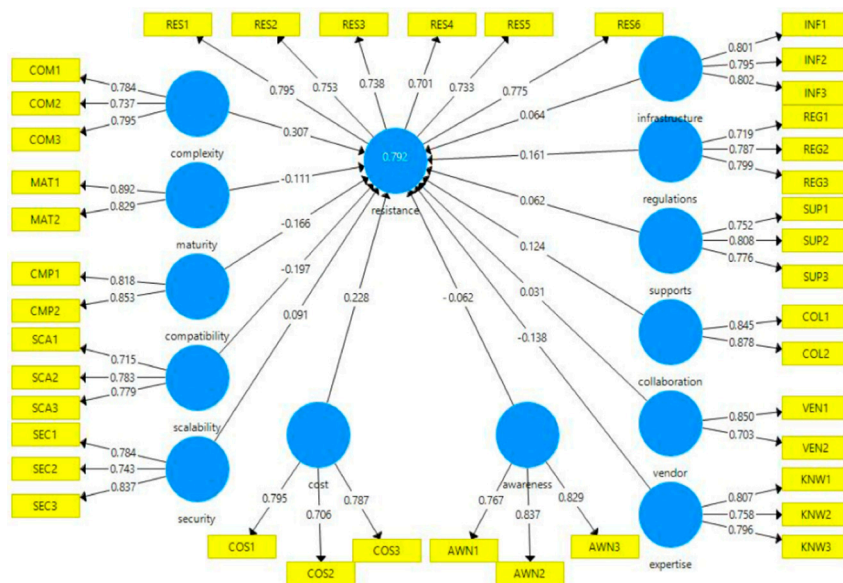 RES1
RES2
RES3
RES4
RES5
RES6
0.795
0.753
0.738
0.701
0.733
0.775
COM1
COM2
COM3
0.784
0.737
0.795
complexity
0.307
MAT1
MAT2
0.892
0.829
maturity
-0.111
CMP1
CMP2
0.818
0.853
compatibility
-0.166
SCA1
SCA2
SCA3
0.715
0.783
0.779
scalability
-0.197
SEC1
SEC2
SEC3
0.784
0.743
0.837
security
0.091
0.792
resistance
0.228
cost
0.795
0.706
0.787
COS1
COS2
COS3
-0.062
awareness
0.767
0.837
0.829
AWN1
AWN2
AWN3
INF1
INF2
INF3
0.801
0.795
0.802
infrastructure
0.064
REG1
REG2
REG3
0.719
0.787
0.799
regulations
0.161
SUP1
SUP2
SUP3
0.752
0.808
0.776
supports
0.062
COL1
COL2
0.845
0.878
collaboration
0.124
VEN1
VEN2
0.850
0.703
vendor
0.031
KNW1
KNW2
KNW3
0.807
0.758
0.796
expertise
-0.138